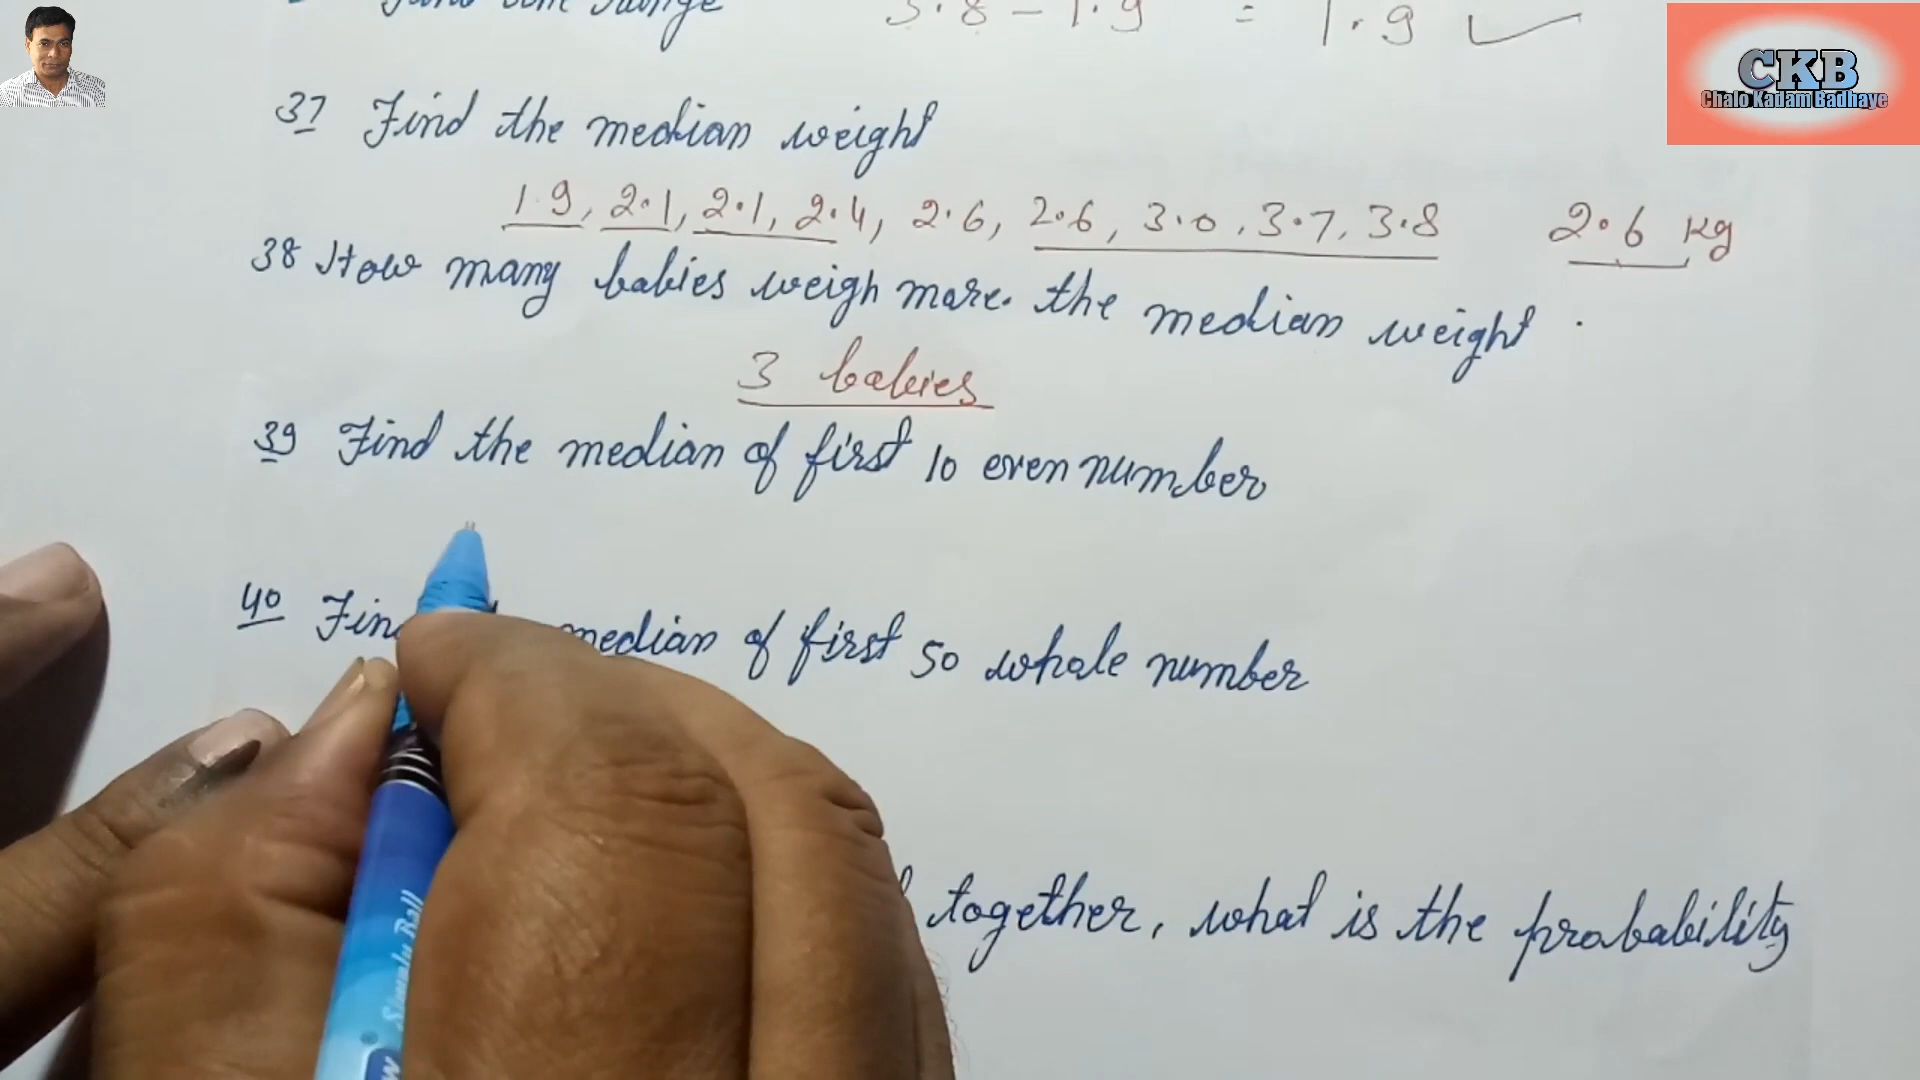 3.8 - 1.9 = 1.9
37 Find the median weight
1.9, 2.1, 2.1, 2.4, 2.6, 2.6, 3.0, 3.7, 3.8 2.6 Kg
38 How many babies weigh more. the median weight.
3 babies
39 Find the median of first 10 even number
40 median of first 50 whole number
together, what is the probability
CKB
Chalo Kadam Badhaye
Simply Ball